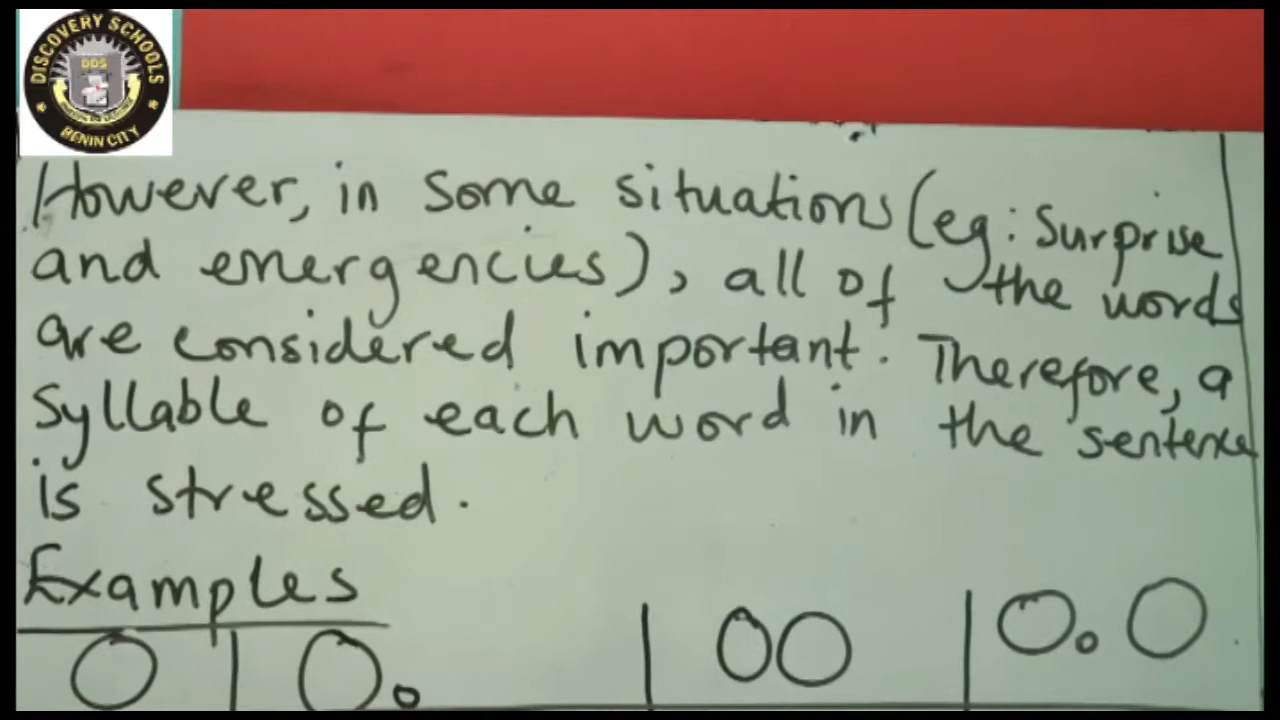 DISCOVERY SCHOOLS
DDS
BENIN CITY
However, in some situations (eg: Surprise
and emergencies), all of the words
are considered important. Therefore, a
syllable of each word in the sentence
is stressed.
Examples
O | O o | O O | O o O